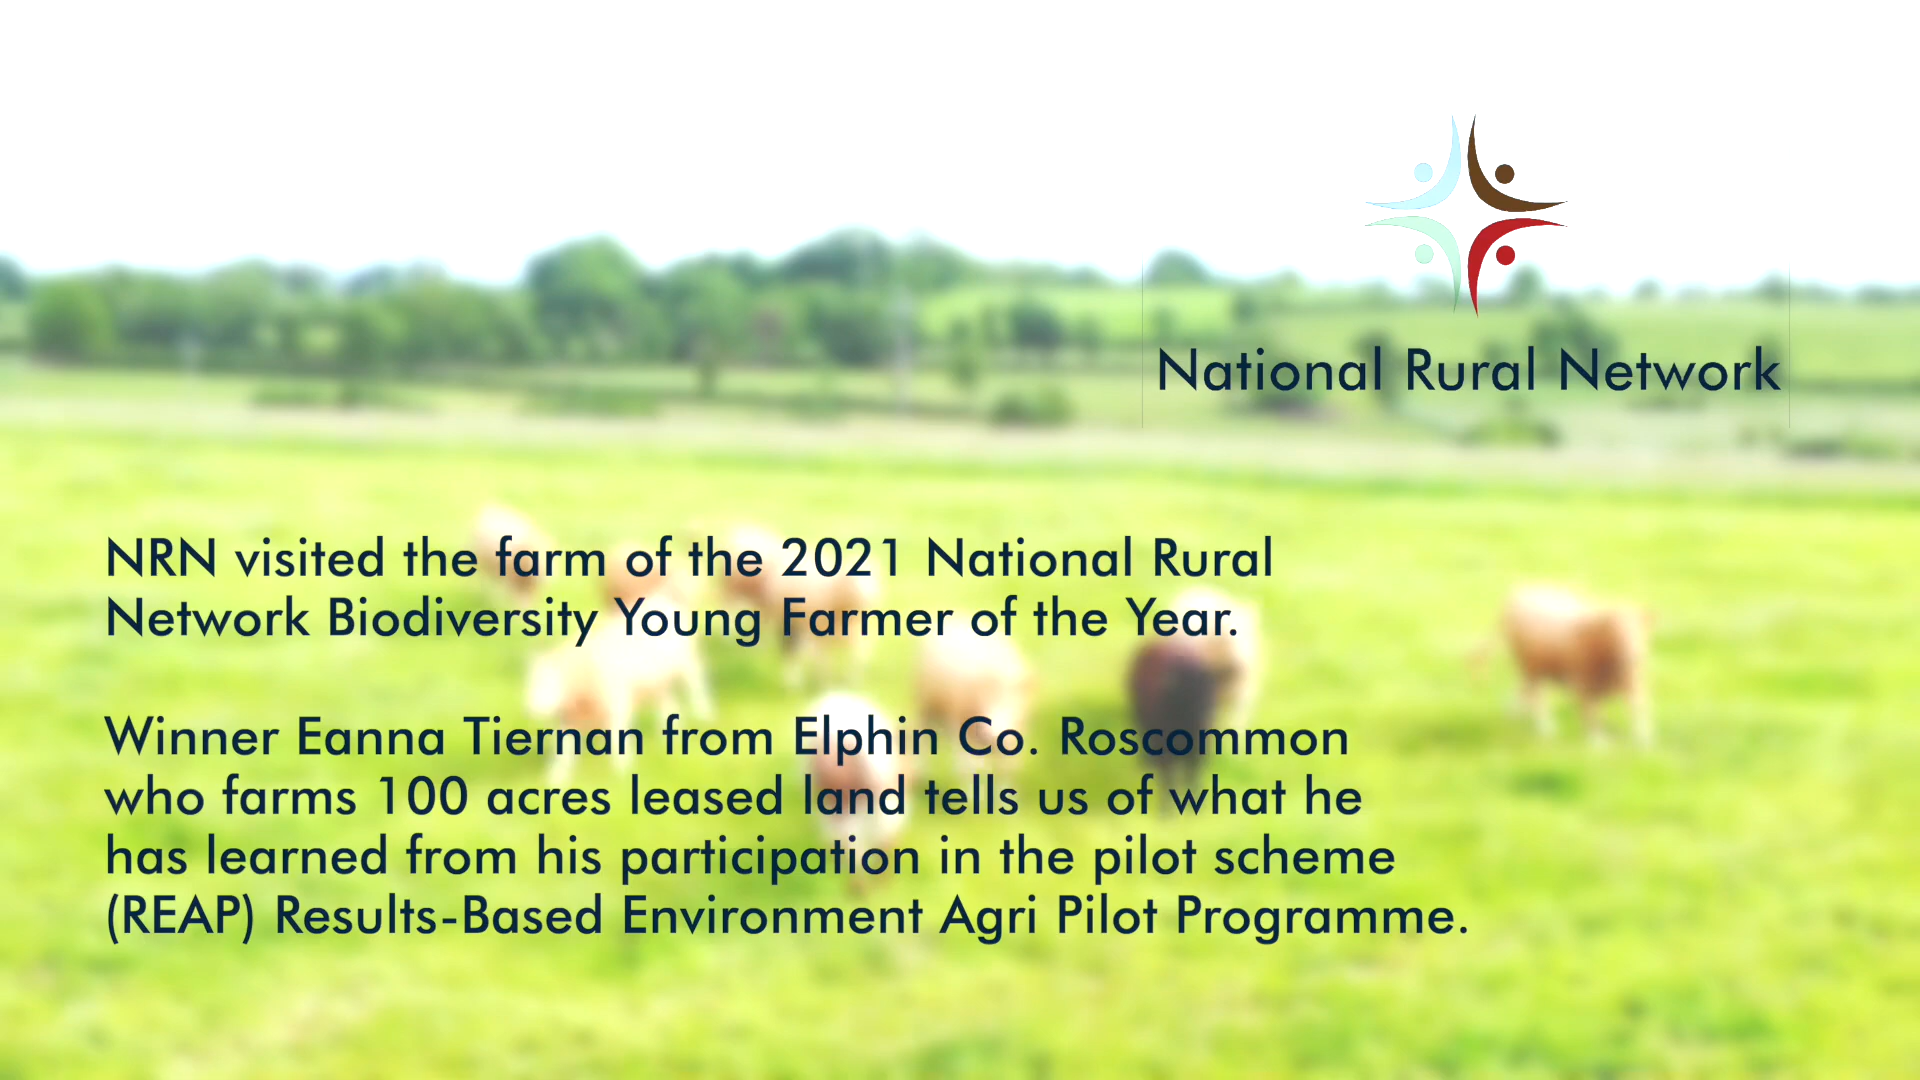 National Rural Network
NRN visited the farm of the 2021 National Rural
Network Biodiversity Young Farmer of the Year.
Winner Eanna Tiernan from Elphin Co. Roscommon
who farms 100 acres leased land tells us of what he
has learned from his participation in the pilot scheme
(REAP) Results-Based Environment Agri Pilot Programme.